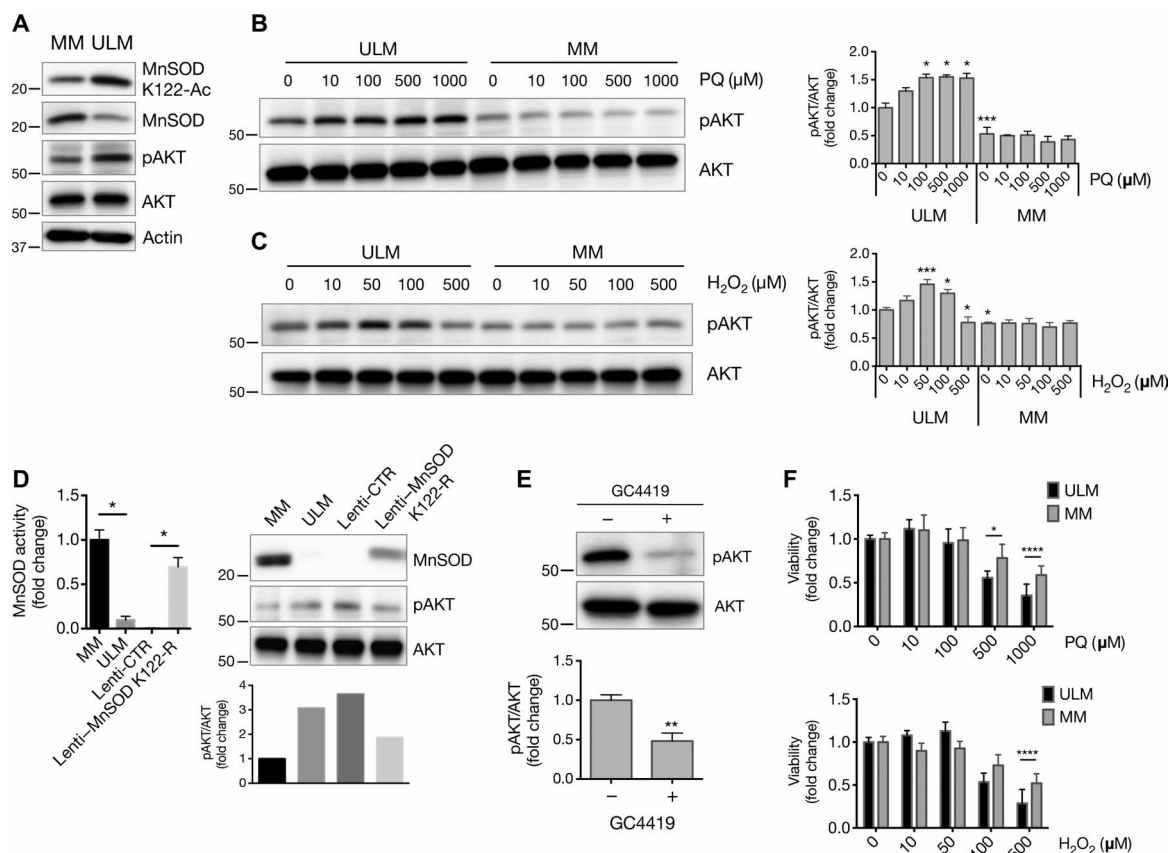 A
MM ULM
MnSOD
K122-Ac
20
MnSOD
20
pAKT
50
AKT
50
Actin
37
B
ULM MM
0 10 100 500 1000 0 10 100 500 1000 PQ (µM)
pAKT
50
AKT
50
2.0
1.5
1.0
0.5
0.0
pAKT/AKT
(fold change)
* * * ***
0 10 100 500 1000 0 10 100 500 1000 PQ (µM)
ULM MM
C
ULM MM
0 10 50 100 500 0 10 50 100 500 H2O2 (µM)
pAKT
50
AKT
50
2.0
1.5
1.0
0.5
0.0
pAKT/AKT
(fold change)
*** * *
0 10 50 100 500 0 10 50 100 500 H2O2 (µM)
ULM MM
D
MnSOD activity
(fold change)
1.5
1.0
0.5
0.0
* *
MM
ULM
Lenti-CTR
Lenti–MnSOD K122-R
MM
ULM
Lenti-CTR
Lenti–MnSOD
K122-R
MnSOD
20
pAKT
50
AKT
50
pAKT/AKT
(fold change)
4
3
2
1
0
E
GC4419
– +
pAKT
50
AKT
50
pAKT/AKT
(fold change)
1.5
1.0
0.5
0.0
**
– +
GC4419
F
ULM
MM
Viability
(fold change)
1.5
1.0
0.5
0.0
* ****
0 10 100 500 1000
PQ (µM)
ULM
MM
Viability
(fold change)
1.5
1.0
0.5
0.0
****
0 10 50 100 500
H2O2 (µM)